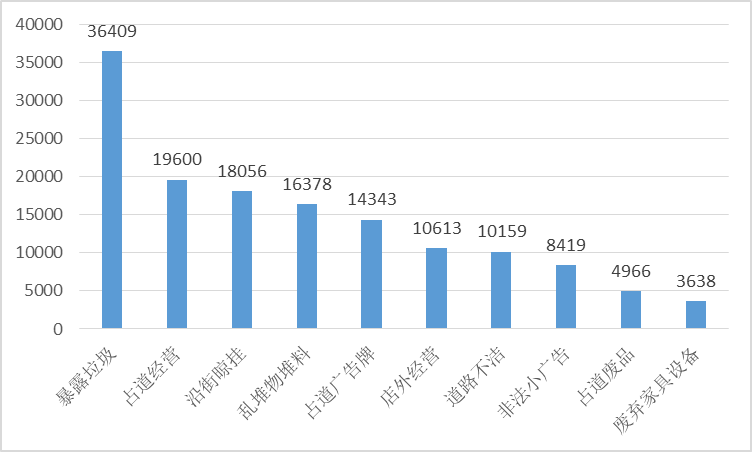 40000
35000
30000
25000
20000
15000
10000
5000
0
36409
19600
18056
16378
14343
10613
10159
8419
4966
3638
暴露垃圾
占道经营
沿街晾挂
乱堆物堆料
占道广告牌
店外经营
道路不洁
非法小广告
占道废品
废弃家具设备